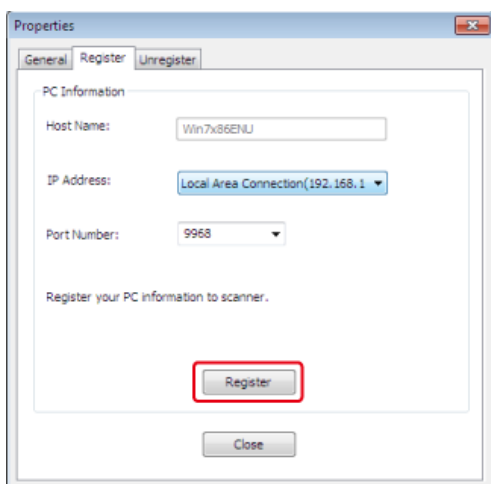 Properties
General Register Unregister
PC Information
Host Name: Win7x86ENU
IP Address: Local Area Connection(192.168.1
Port Number: 9968
Register your PC information to scanner.
Register
Close